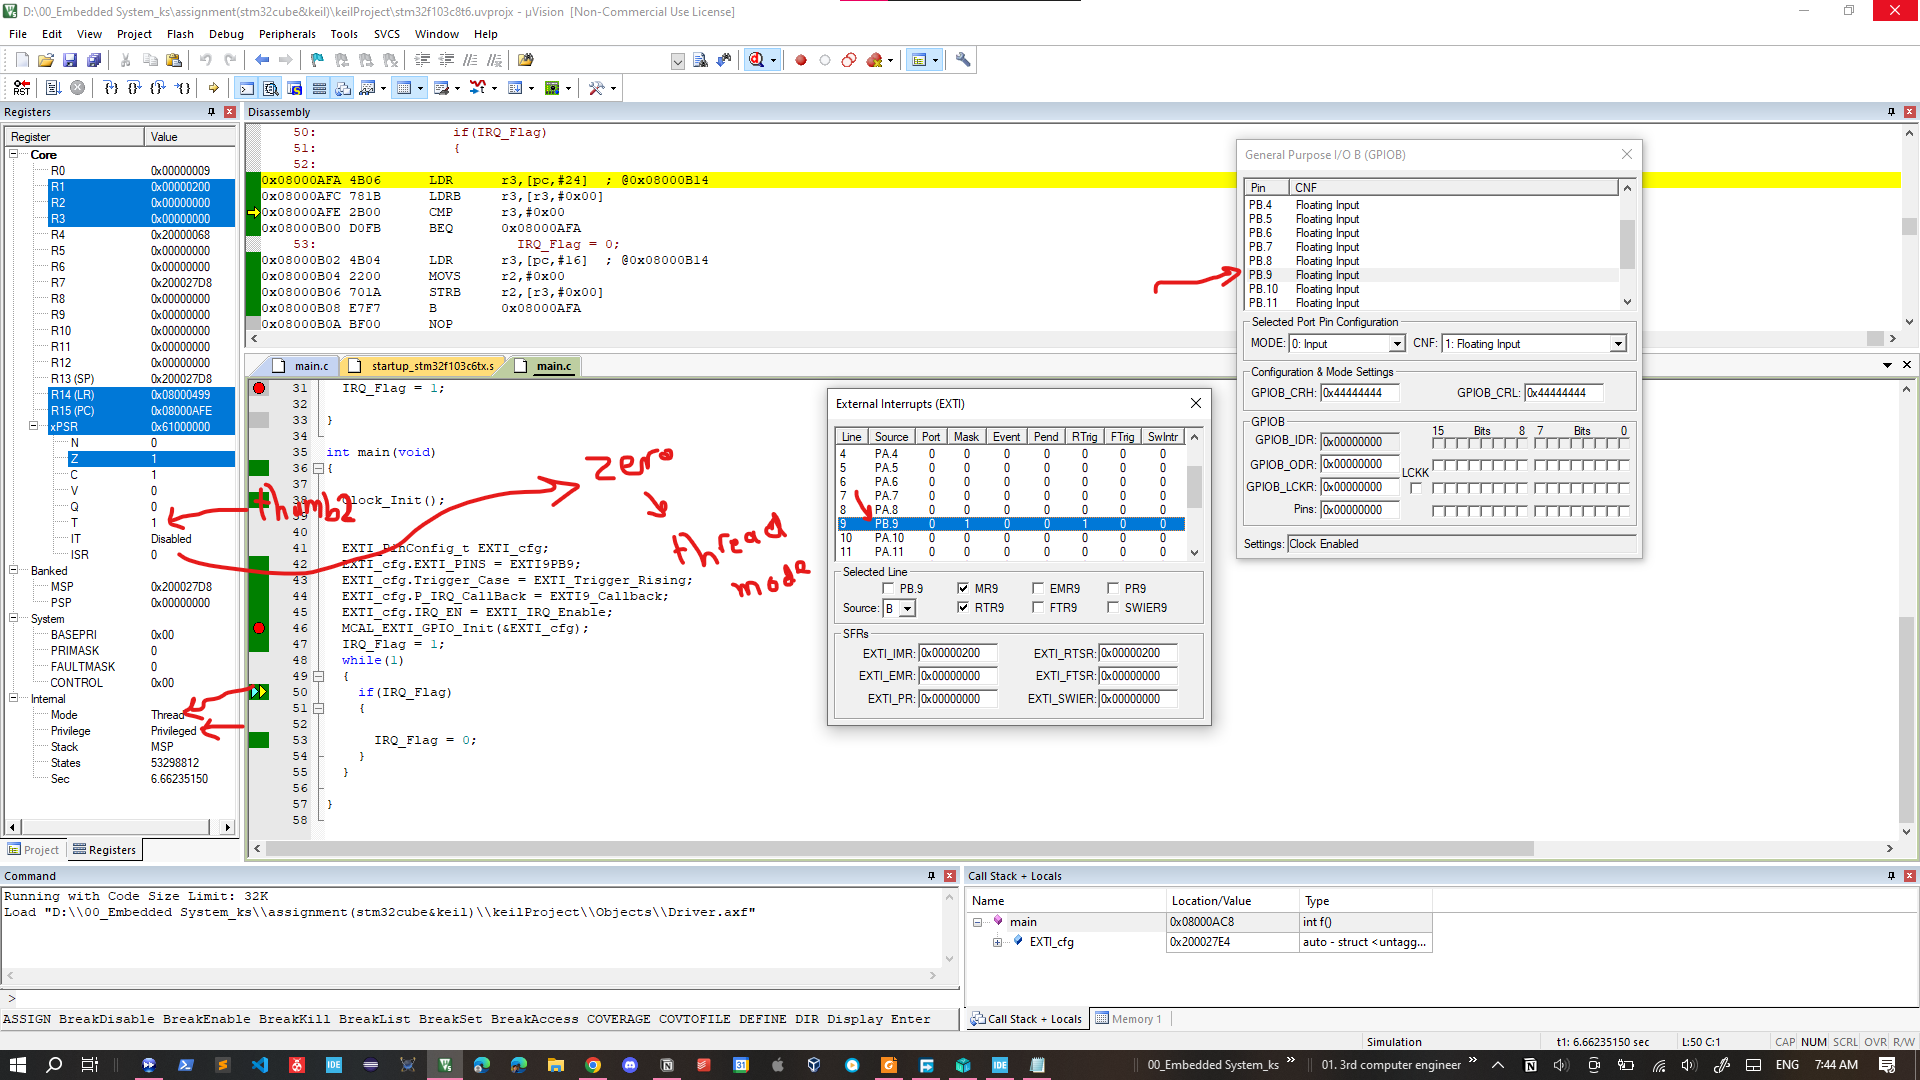 D:\00_Embedded System_ks\assignment(stm32cube&keil)\keilProject\stm32f103c8t6.uvprojx - µVision [Non-Commercial Use License]
File Edit View Project Flash Debug Peripherals Tools SVCS Window Help
Registers
Register Value
Core
R0 0x00000009
R1 0x00000200
R2 0x00000000
R3 0x00000000
R4 0x20000068
R5 0x00000000
R6 0x00000000
R7 0x200027D8
R8 0x00000000
R9 0x00000000
R10 0x00000000
R11 0x00000000
R12 0x00000000
R13 (SP) 0x200027D8
R14 (LR) 0x08000499
R15 (PC) 0x08000AFE
xPSR 0x61000000
N 0
Z 1
C 1
V 0
Q 0
T 1
IT Disabled
ISR 0
Banked
MSP 0x200027D8
PSP 0x00000000
System
BASEPRI 0x00
PRIMASK 0
FAULTMASK 0
CONTROL 0x00
Internal
Mode Thread
Privilege Privileged
Stack MSP
States 53298812
Sec 6.66235150
Project Registers
Disassembly
50: if(IRQ_Flag)
51: {
52:
0x08000AFA 4B06 LDR r3,[pc,#24] ; @0x08000B14
0x08000AFC 781B LDRB r3,[r3,#0x00]
0x08000AFE 2B00 CMP r3,#0x00
0x08000B00 D0FB BEQ 0x08000AFA
53: IRQ_Flag = 0;
0x08000B02 4B04 LDR r3,[pc,#16] ; @0x08000B14
0x08000B04 2200 MOVS r2,#0x00
0x08000B06 701A STRB r2,[r3,#0x00]
0x08000B08 E7F7 B 0x08000AFA
0x08000B0A BF00 NOP
main.c startup_stm32f103c6tx.s main.c
31 IRQ_Flag = 1;
32
33 }
34
35 int main(void)
36 {
37
38 Clock_Init();
39
40
41 EXTI_PinConfig_t EXTI_cfg;
42 EXTI_cfg.EXTI_PINS = EXTI9PB9;
43 EXTI_cfg.Trigger_Case = EXTI_Trigger_Rising;
44 EXTI_cfg.P_IRQ_CallBack = EXTI9_Callback;
45 EXTI_cfg.IRQ_EN = EXTI_IRQ_Enable;
46 MCAL_EXTI_GPIO_Init(&EXTI_cfg);
47 IRQ_Flag = 1;
48 while(1)
49 {
50 if(IRQ_Flag)
51 {
52
53 IRQ_Flag = 0;
54 }
55 }
56
57 }
58
thumb2
zero
thread
mode
External Interrupts (EXTI)
Line Source Port Mask Event Pend RTrig FTrig SwIntr
4 PA.4 0 0 0 0 0 0 0
5 PA.5 0 0 0 0 0 0 0
6 PA.6 0 0 0 0 0 0 0
7 PA.7 0 0 0 0 0 0 0
8 PA.8 0 0 0 0 0 0 0
9 PB.9 0 1 0 0 1 0 0
10 PA.10 0 0 0 0 0 0 0
11 PA.11 0 0 0 0 0 0 0
Selected Line
PB.9 MR9 EMR9 PR9
Source: B RTR9 FTR9 SWIER9
SFRs
EXTI_IMR: 0x00000200 EXTI_RTSR: 0x00000200
EXTI_EMR: 0x00000000 EXTI_FTSR: 0x00000000
EXTI_PR: 0x00000000 EXTI_SWIER: 0x00000000
General Purpose I/O B (GPIOB)
Pin CNF
PB.4 Floating Input
PB.5 Floating Input
PB.6 Floating Input
PB.7 Floating Input
PB.8 Floating Input
PB.9 Floating Input
PB.10 Floating Input
PB.11 Floating Input
Selected Port Pin Configuration
MODE: 0: Input CNF: 1: Floating Input
Configuration & Mode Settings
GPIOB_CRH: 0x44444444 GPIOB_CRL: 0x44444444
GPIOB
15 Bits 8 7 Bits 0
GPIOB_IDR: 0x00000000
GPIOB_ODR: 0x00000000
LCKK
GPIOB_LCKR: 0x00000000
Pins: 0x00000000
Settings: Clock Enabled
Command
Running with Code Size Limit: 32K
Load "D:\\00_Embedded System_ks\\assignment(stm32cube&keil)\\keilProject\\Objects\\Driver.axf"
>
ASSIGN BreakDisable BreakEnable BreakKill BreakList BreakSet BreakAccess COVERAGE COVTOFILE DEFINE DIR Display Enter
Call Stack + Locals
Name Location/Value Type
main 0x08000AC8 int f()
EXTI_cfg 0x200027E4 auto - struct <untagg...
Call Stack + Locals Memory 1
Simulation t1: 6.66235150 sec L:50 C:1 CAP NUM SCRL OVR R/W
00_Embedded System_ks 01. 3rd computer engineer ENG 7:44 AM